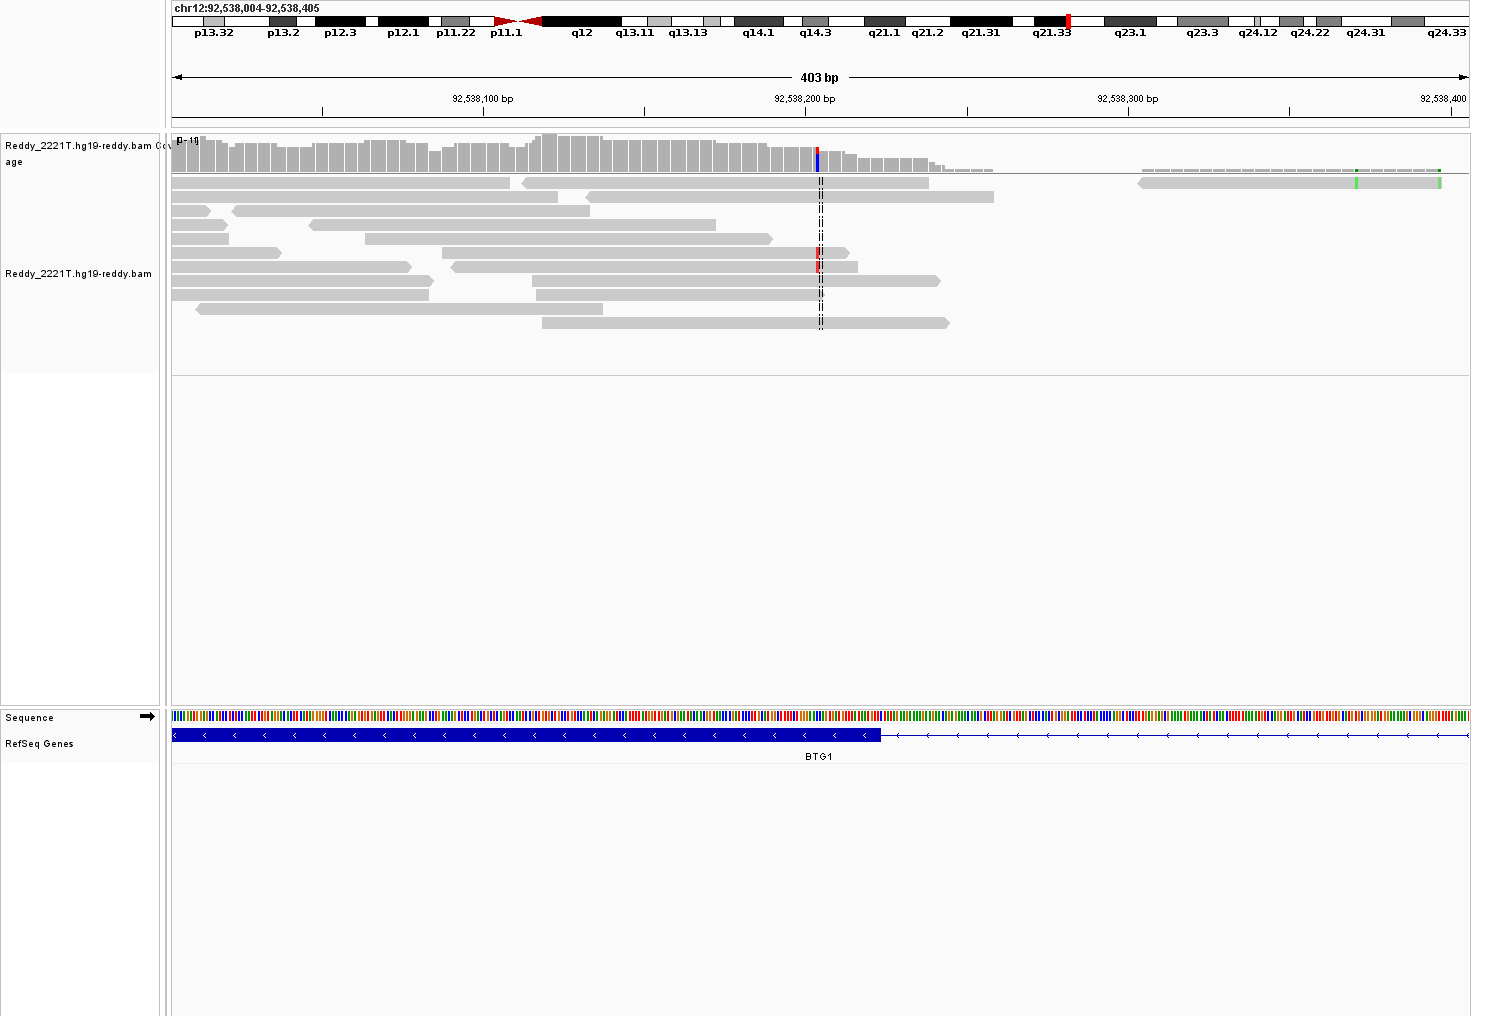 chr12:92,538,004-92,538,405
p13.32 p13.2 p12.3 p12.1 p11.22 p11.1 q12 q13.11 q13.13 q14.1 q14.3 q21.1 q21.2 q21.31 q21.33 q23.1 q23.3 q24.12 q24.22 q24.31 q24.33
403 bp
92,538,100 bp 92,538,200 bp 92,538,300 bp 92,538,400
Reddy_2221T.hg19-reddy.bam Cov
age
[0 - 11]
Reddy_2221T.hg19-reddy.bam
Sequence
RefSeq Genes
BTG1